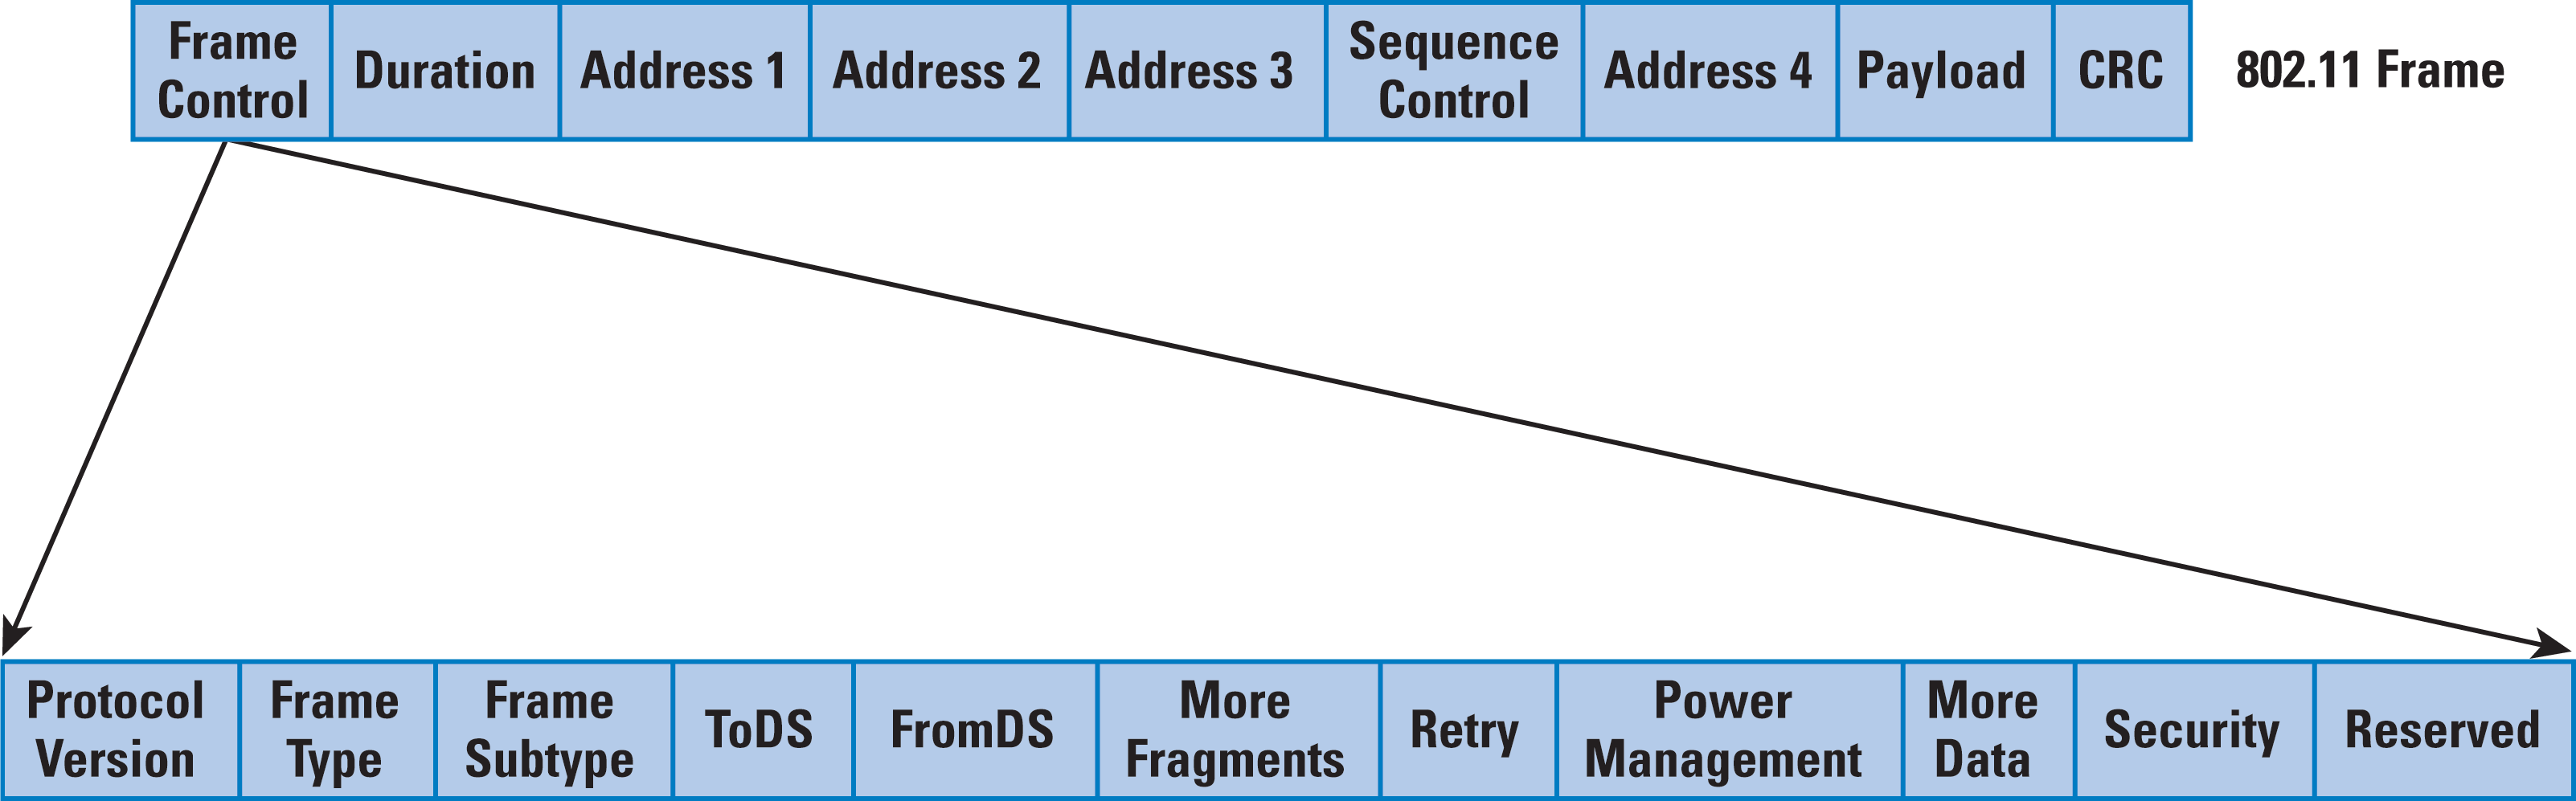 Frame
Control
Duration
Address 1
Address 2
Address 3
Sequence
Control
Address 4
Payload
CRC
802.11 Frame
Protocol
Version
Frame
Type
Frame
Subtype
ToDS
FromDS
More
Fragments
Retry
Power
Management
More
Data
Security
Reserved